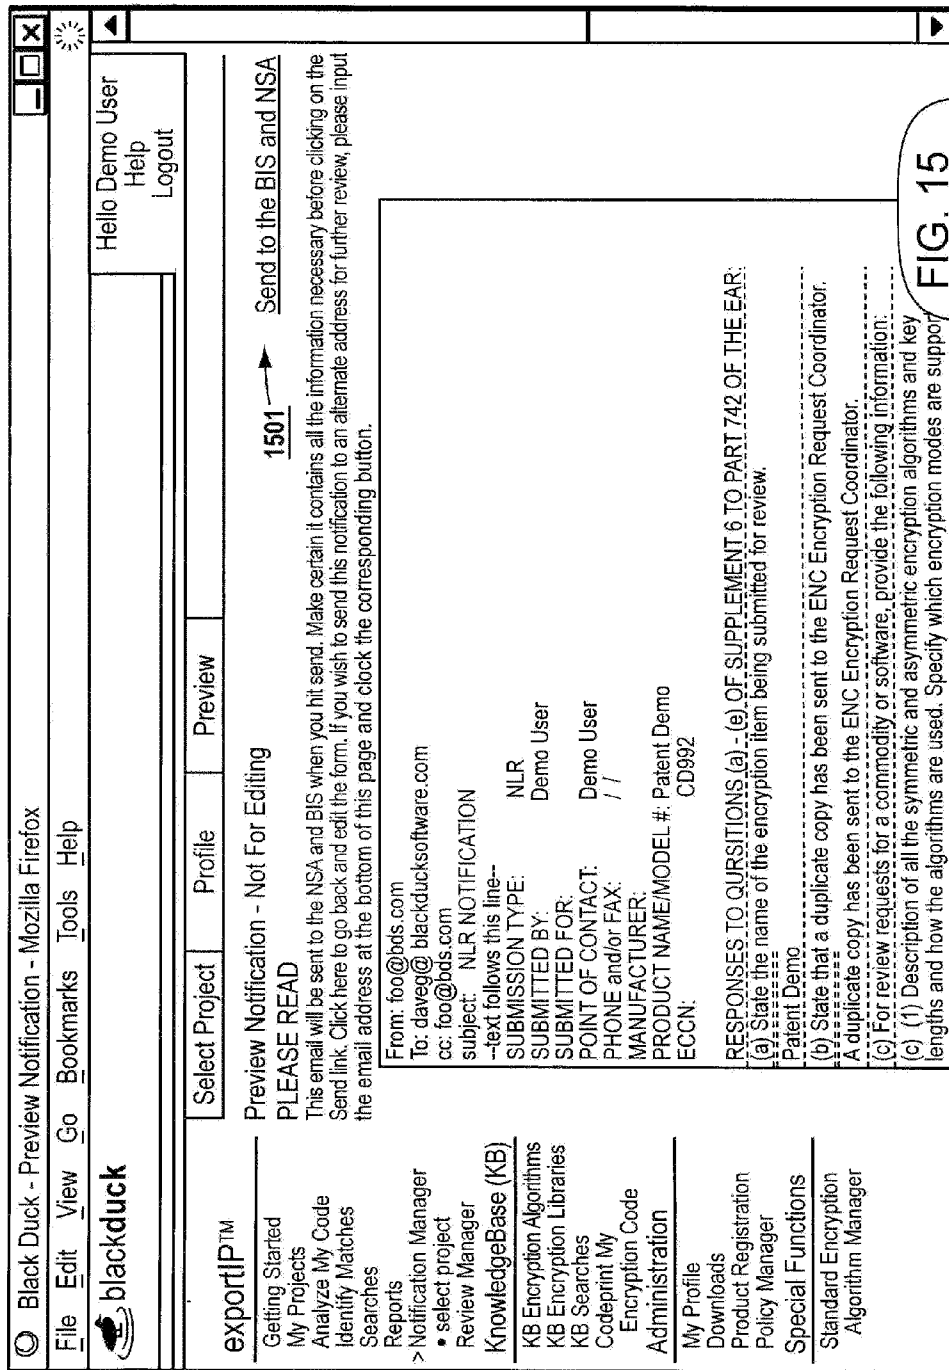 Black Duck - Preview Notification - Mozilla Firefox
File Edit View Go Bookmarks Tools Help
blackduck
Hello Demo User
Help
Logout
exportIP™
Getting Started
My Projects
Analyze My Code
Identify Matches
Searches
Reports
> Notification Manager
• select project
Review Manager
KnowledgeBase (KB)
KB Encryption Algorithms
KB Encryption Libraries
KB Searches
Codeprint My
Encryption Code
Administration
My Profile
Downloads
Product Registration
Policy Manager
Special Functions
Standard Encryption
Algorithm Manager
Select Project Profile Preview
Preview Notification - Not For Editing
1501 Send to the BIS and NSA
PLEASE READ
This email will be sent to the NSA and BIS when you hit send. Make certain it contains all the information necessary before clicking on the
Send link. Click here to go back and edit the form. If you wish to send this notification to an alternate address for further review, please input
the email address at the bottom of this page and clock the corresponding button.
From: foo@bds.com
To: daveg@ blackducksoftware.com
cc: foo@bds.com
subject: NLR NOTIFICATION
--text follows this line--
SUBMISSION TYPE: NLR
SUBMITTED BY: Demo User
SUBMITTED FOR:
POINT OF CONTACT: Demo User
PHONE and/or FAX: / /
MANUFACTURER:
PRODUCT NAME/MODEL #: Patent Demo
ECCN: CD992
RESPONSES TO QURSITIONS (a) - (e) OF SUPPLEMENT 6 TO PART 742 OF THE EAR:
(a) State the name of the encryption item being submitted for review.
Patent Demo
(b) State that a duplicate copy has been sent to the ENC Encryption Request Coordinator.
A duplicate copy has been sent to the ENC Encryption Request Coordinator.
(c) For review requests for a commodity or software, provide the following information:
(c) (1) Description of all the symmetric and asymmetric encryption algorithms and key
lengths and how the algorithms are used. Specify which encryption modes are suppor
FIG. 15